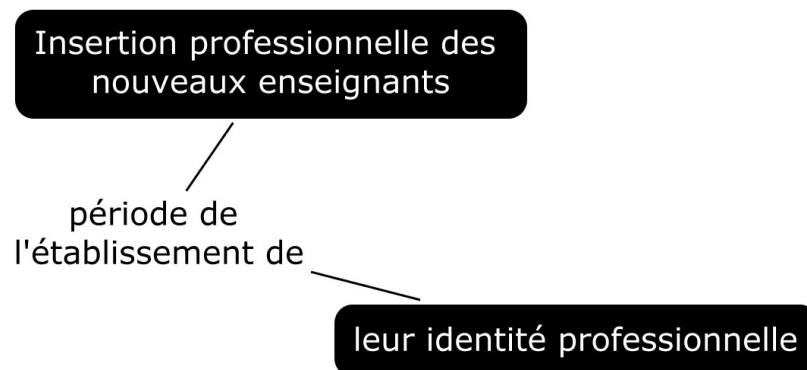 Insertion professionnelle des
nouveaux enseignants
période de
l'établissement de
leur identité professionnelle